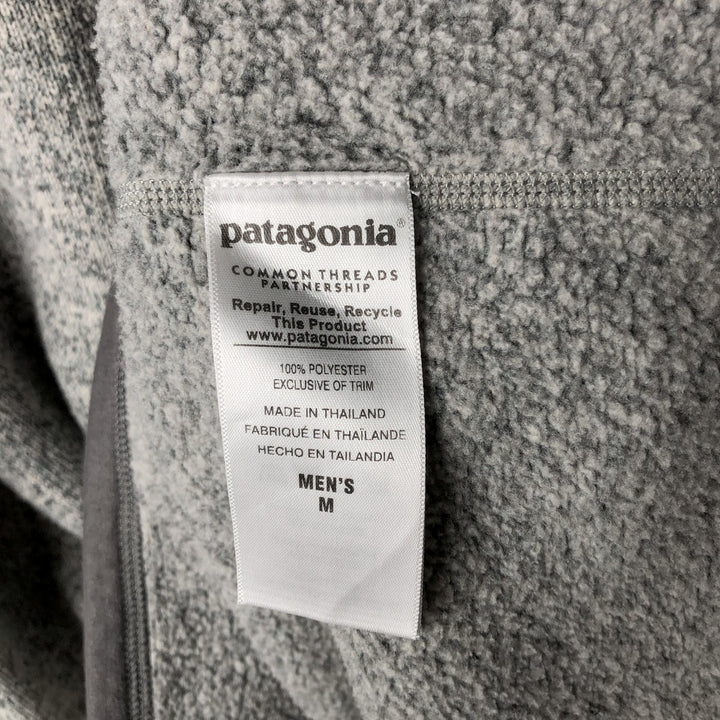 patagonia®
COMMON THREADS
PARTNERSHIP
Repair, Reuse, Recycle
This Product
www.patagonia.com
100% POLYESTER
EXCLUSIVE OF TRIM
MADE IN THAILAND
FABRIQUÉ EN THAÏLANDE
HECHO EN TAILANDIA
MEN'S
M